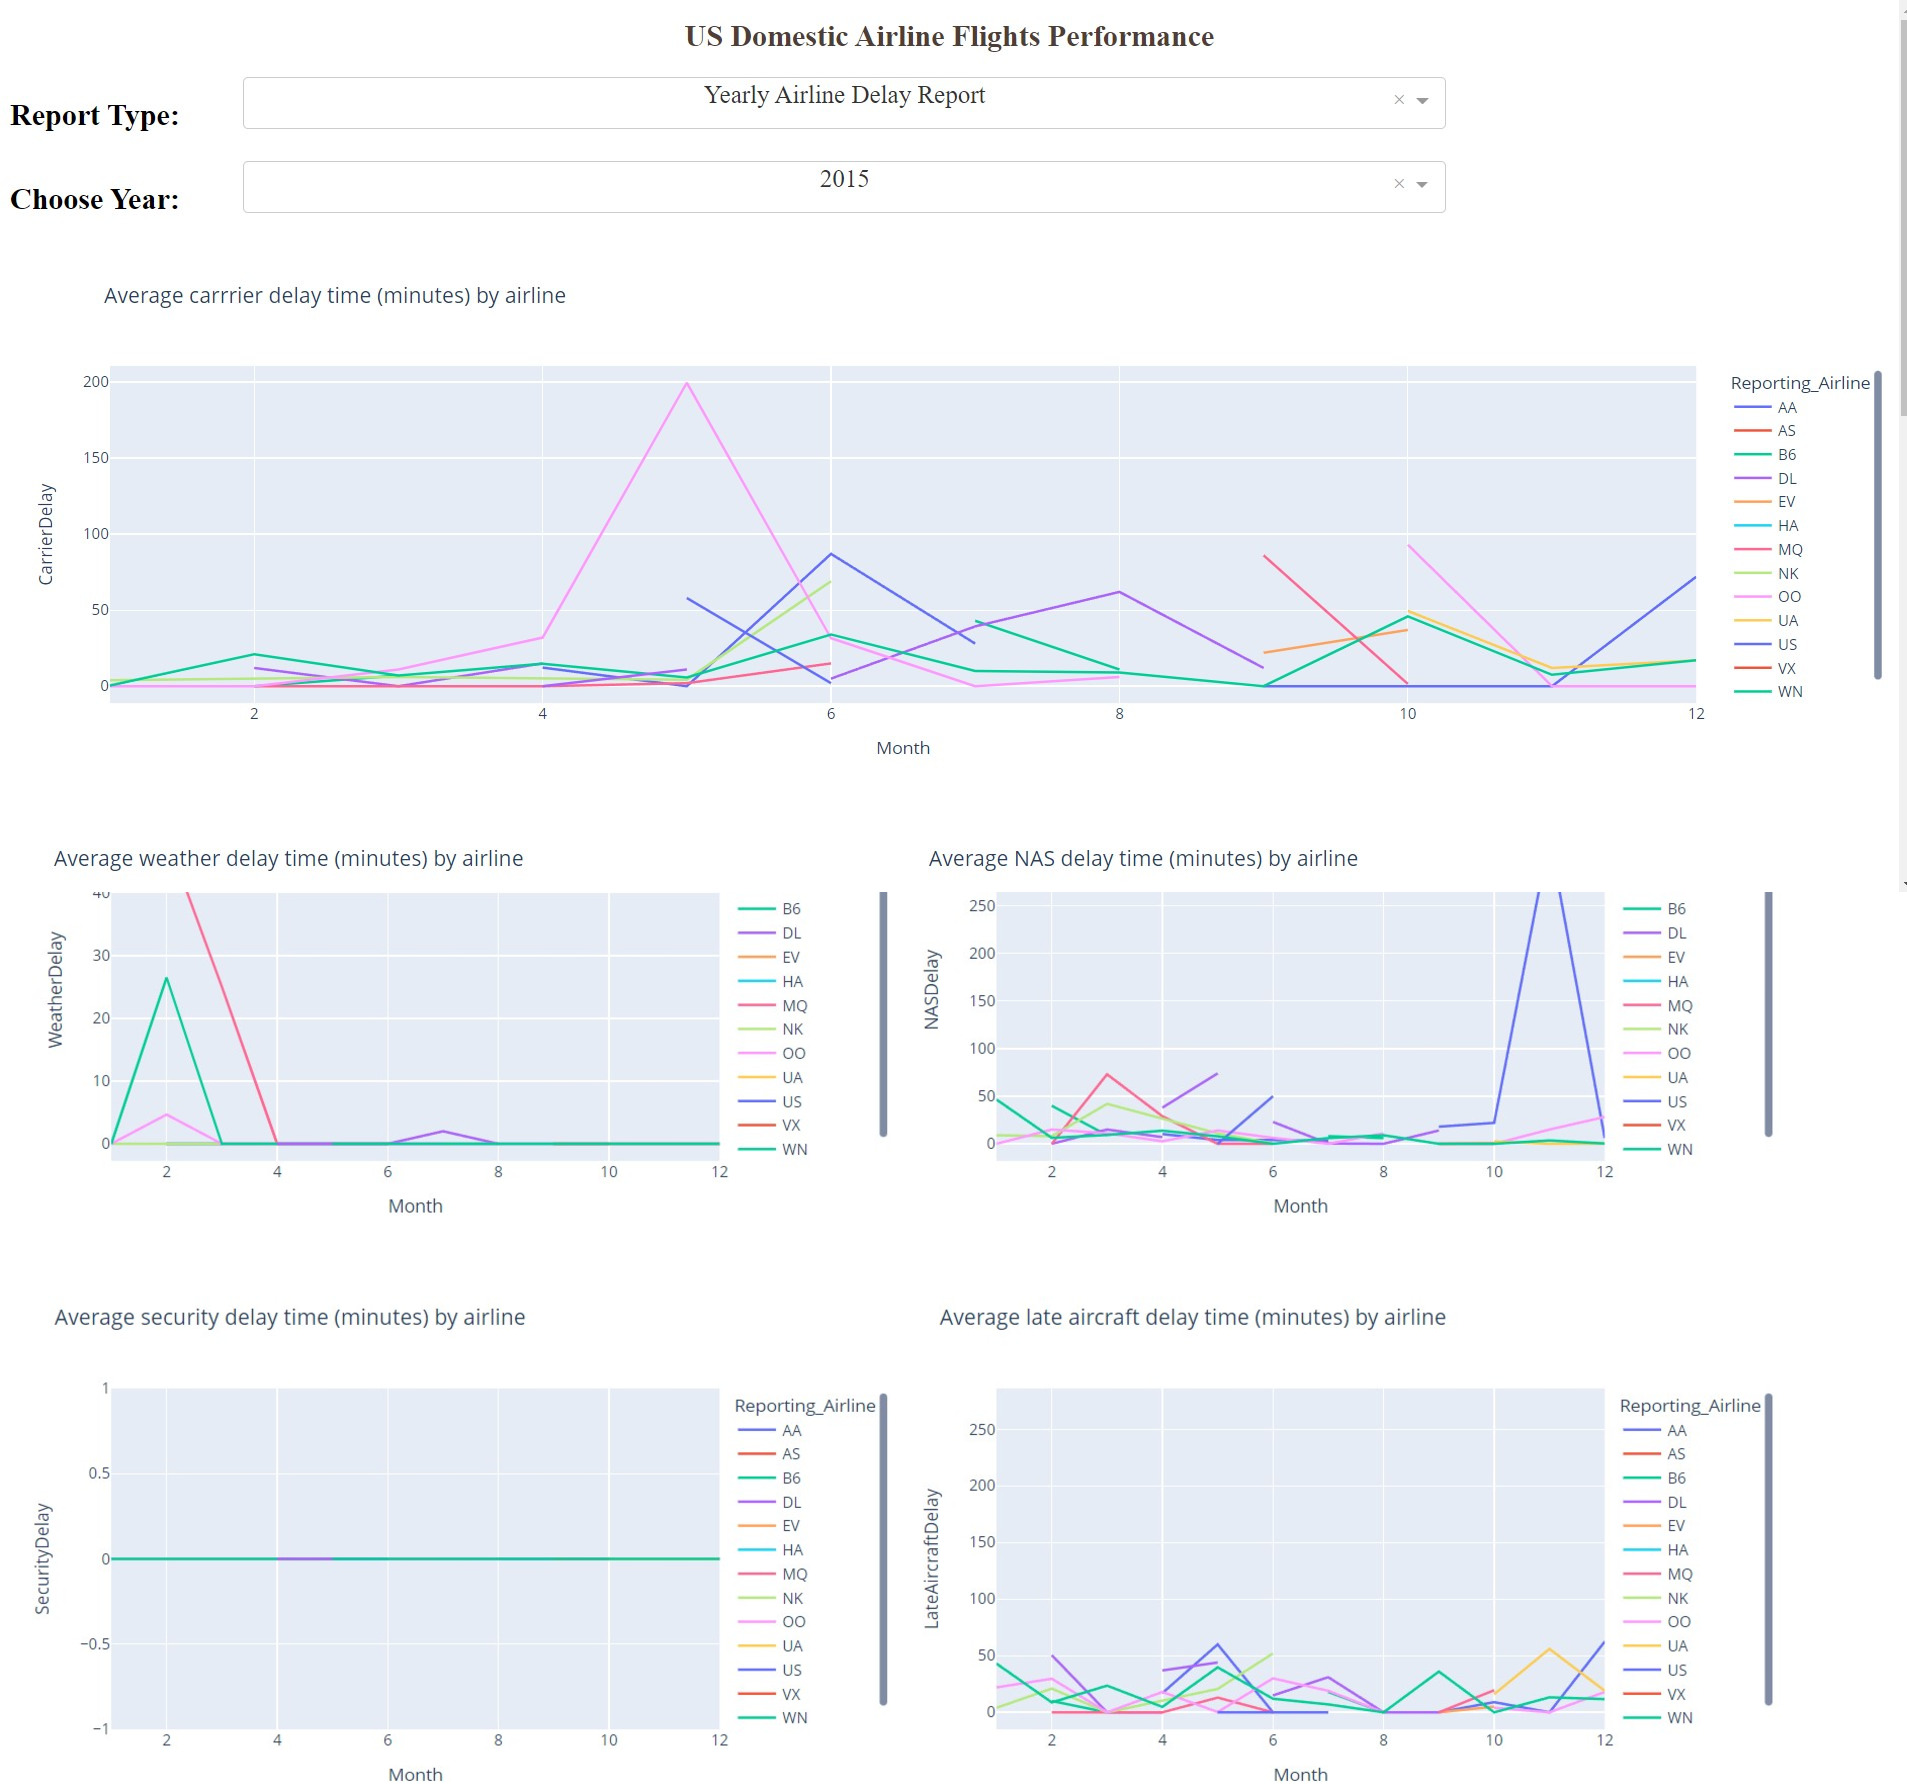 US Domestic Airline Flights Performance
Report Type:
Yearly Airline Delay Report
× 
Choose Year:
2015
×
Average carrrier delay time (minutes) by airline
CarrierDelay
200
150
100
50
0
2 4 6 8 10 12
Month
Reporting_Airline
AA
AS
B6
DL
EV
HA
MQ
NK
OO
UA
US
VX
WN
Average weather delay time (minutes) by airline
WeatherDelay
40
30
20
10
0
2 4 6 8 10 12
Month
B6
DL
EV
HA
MQ
NK
OO
UA
US
VX
WN
Average NAS delay time (minutes) by airline
NASDelay
250
200
150
100
50
0
2 4 6 8 10 12
Month
B6
DL
EV
HA
MQ
NK
OO
UA
US
VX
WN
Average security delay time (minutes) by airline
SecurityDelay
1
0.5
0
−0.5
−1
2 4 6 8 10 12
Month
Reporting_Airline
AA
AS
B6
DL
EV
HA
MQ
NK
OO
UA
US
VX
WN
Average late aircraft delay time (minutes) by airline
LateAircraftDelay
250
200
150
100
50
0
2 4 6 8 10 12
Month
Reporting_Airline
AA
AS
B6
DL
EV
HA
MQ
NK
OO
UA
US
VX
WN